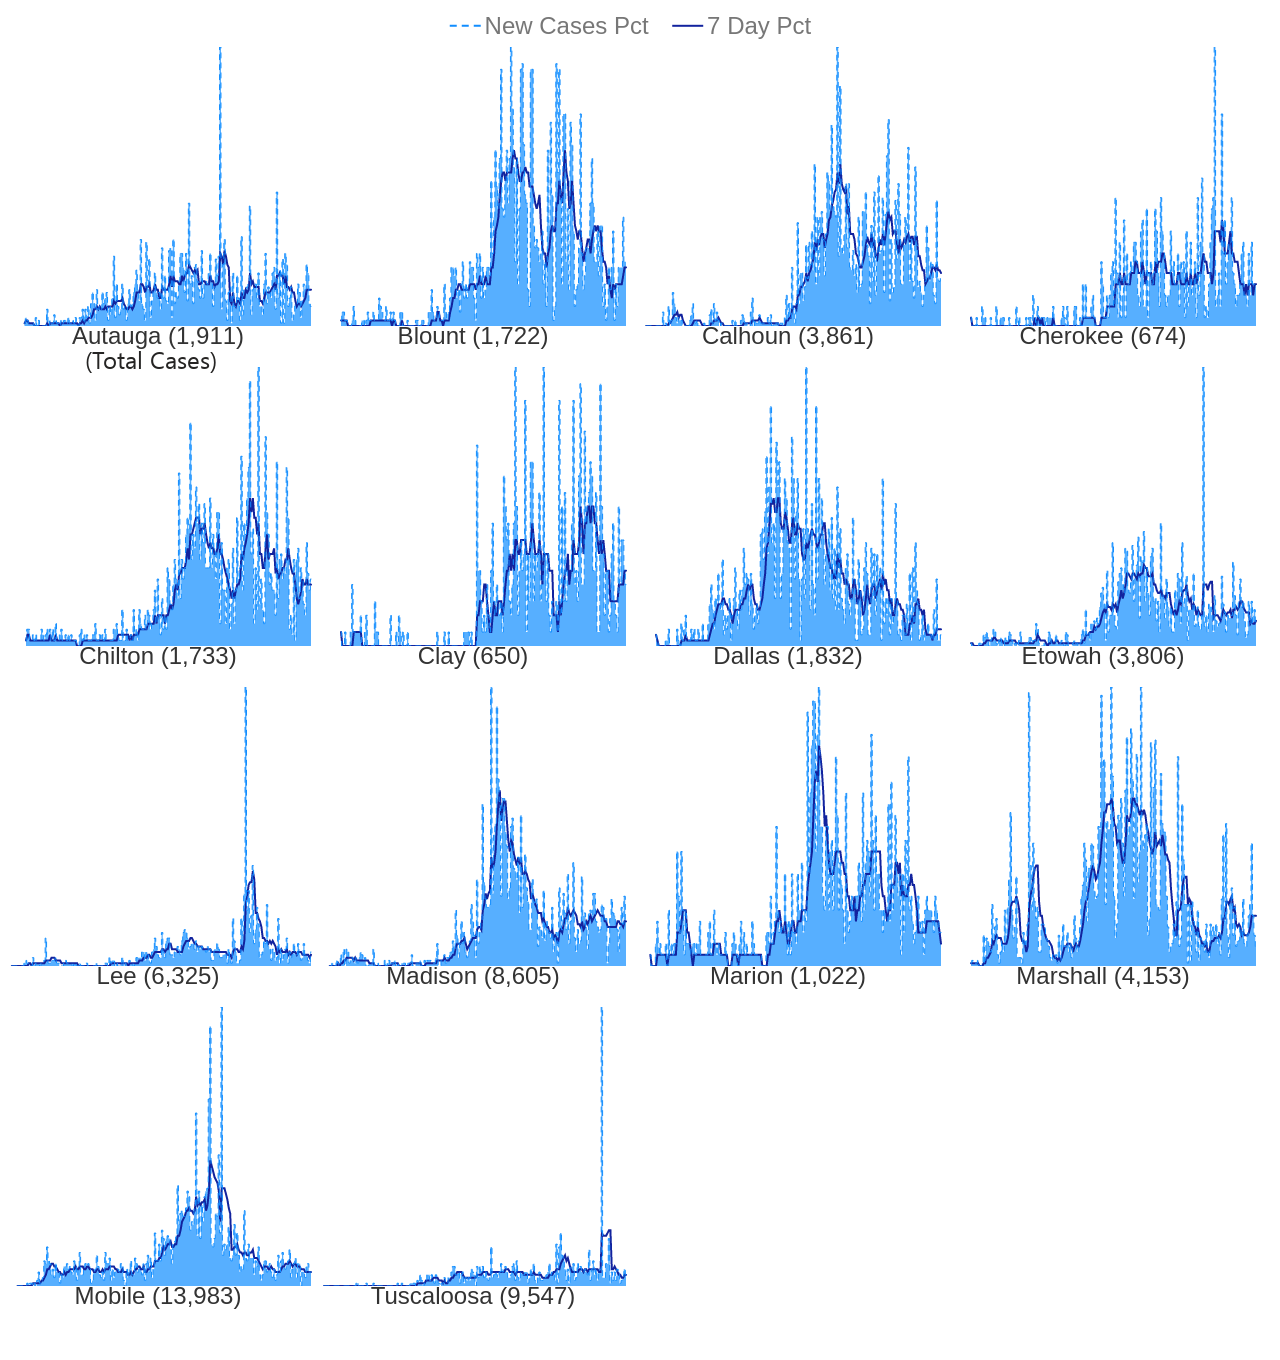 New Cases Pct 7 Day Pct
Autauga (1,911) Blount (1,722) Calhoun (3,861) Cherokee (674)
(Total Cases)
Chilton (1,733) Clay (650) Dallas (1,832) Etowah (3,806)
Lee (6,325) Madison (8,605) Marion (1,022) Marshall (4,153)
Mobile (13,983) Tuscaloosa (9,547)